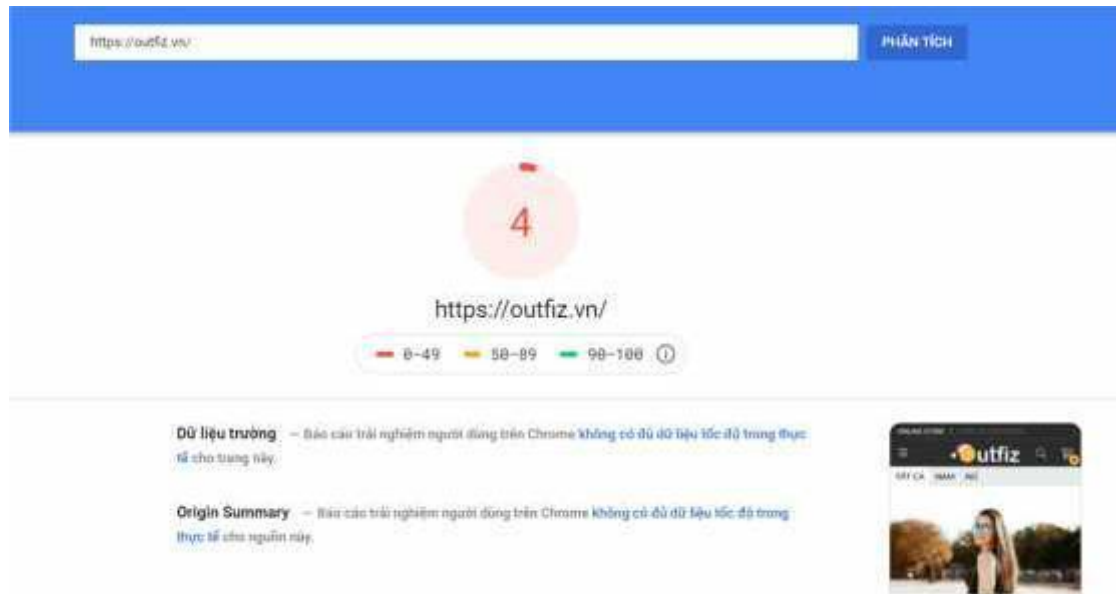 https://outfiz.vn/
PHÂN TÍCH
4
https://outfiz.vn/
0-49 50-89 90-100
Dữ liệu trường – Báo cáo trải nghiệm người dùng trên Chrome không có đủ dữ liệu tốc độ trong thực
tế cho trang này.
Origin Summary – Báo cáo trải nghiệm người dùng trên Chrome không có đủ dữ liệu tốc độ trong
thực tế cho nguồn này.
Outfiz
TẤT CẢ